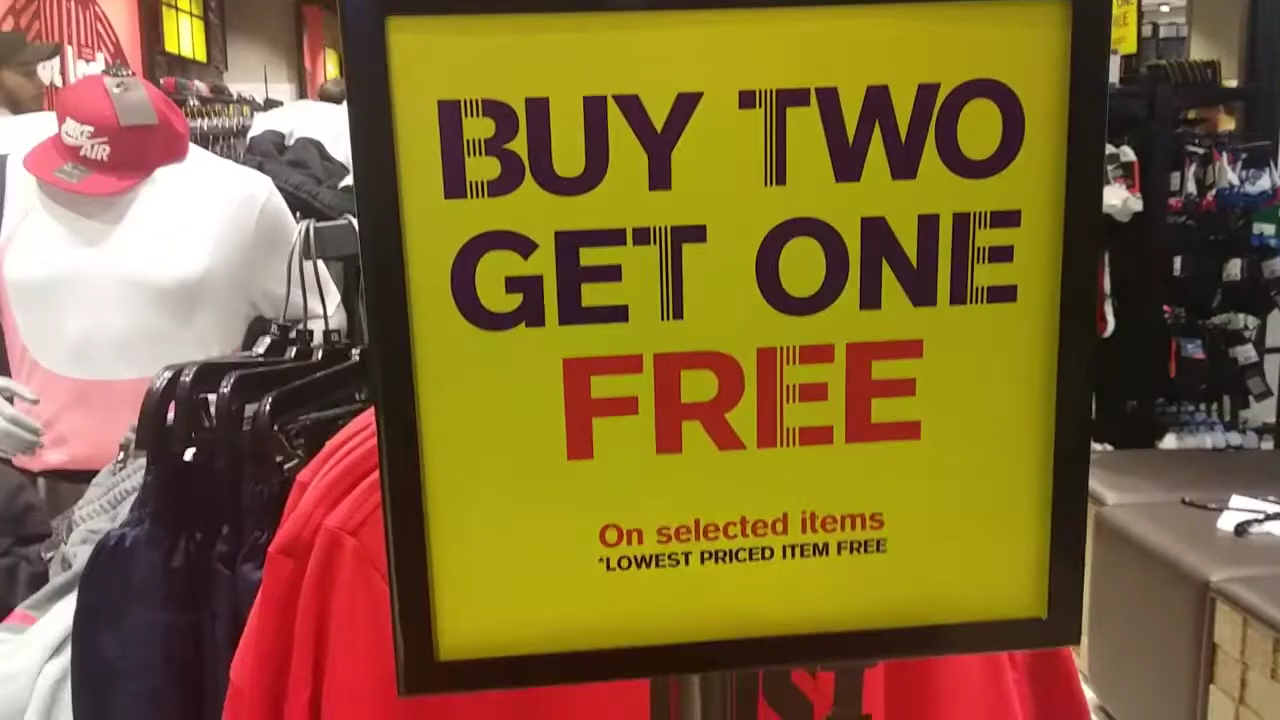 BUY TWO
GET ONE
FREE
On selected items
*LOWEST PRICED ITEM FREE
NIKE
AIR